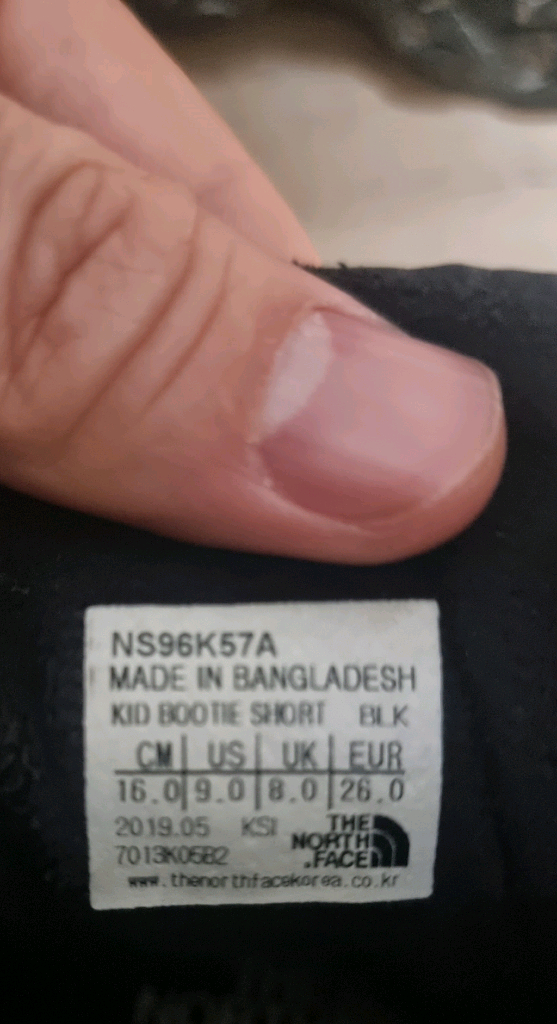 NS96K57A
MADE IN BANGLADESH
KID BOOTIE SHORT BLK
CM US UK EUR
16.0 9.0 8.0 26.0
2019.05 KSI
7013K05B2
THE
NORTH
FACE
www.thenorthfacekorea.co.kr